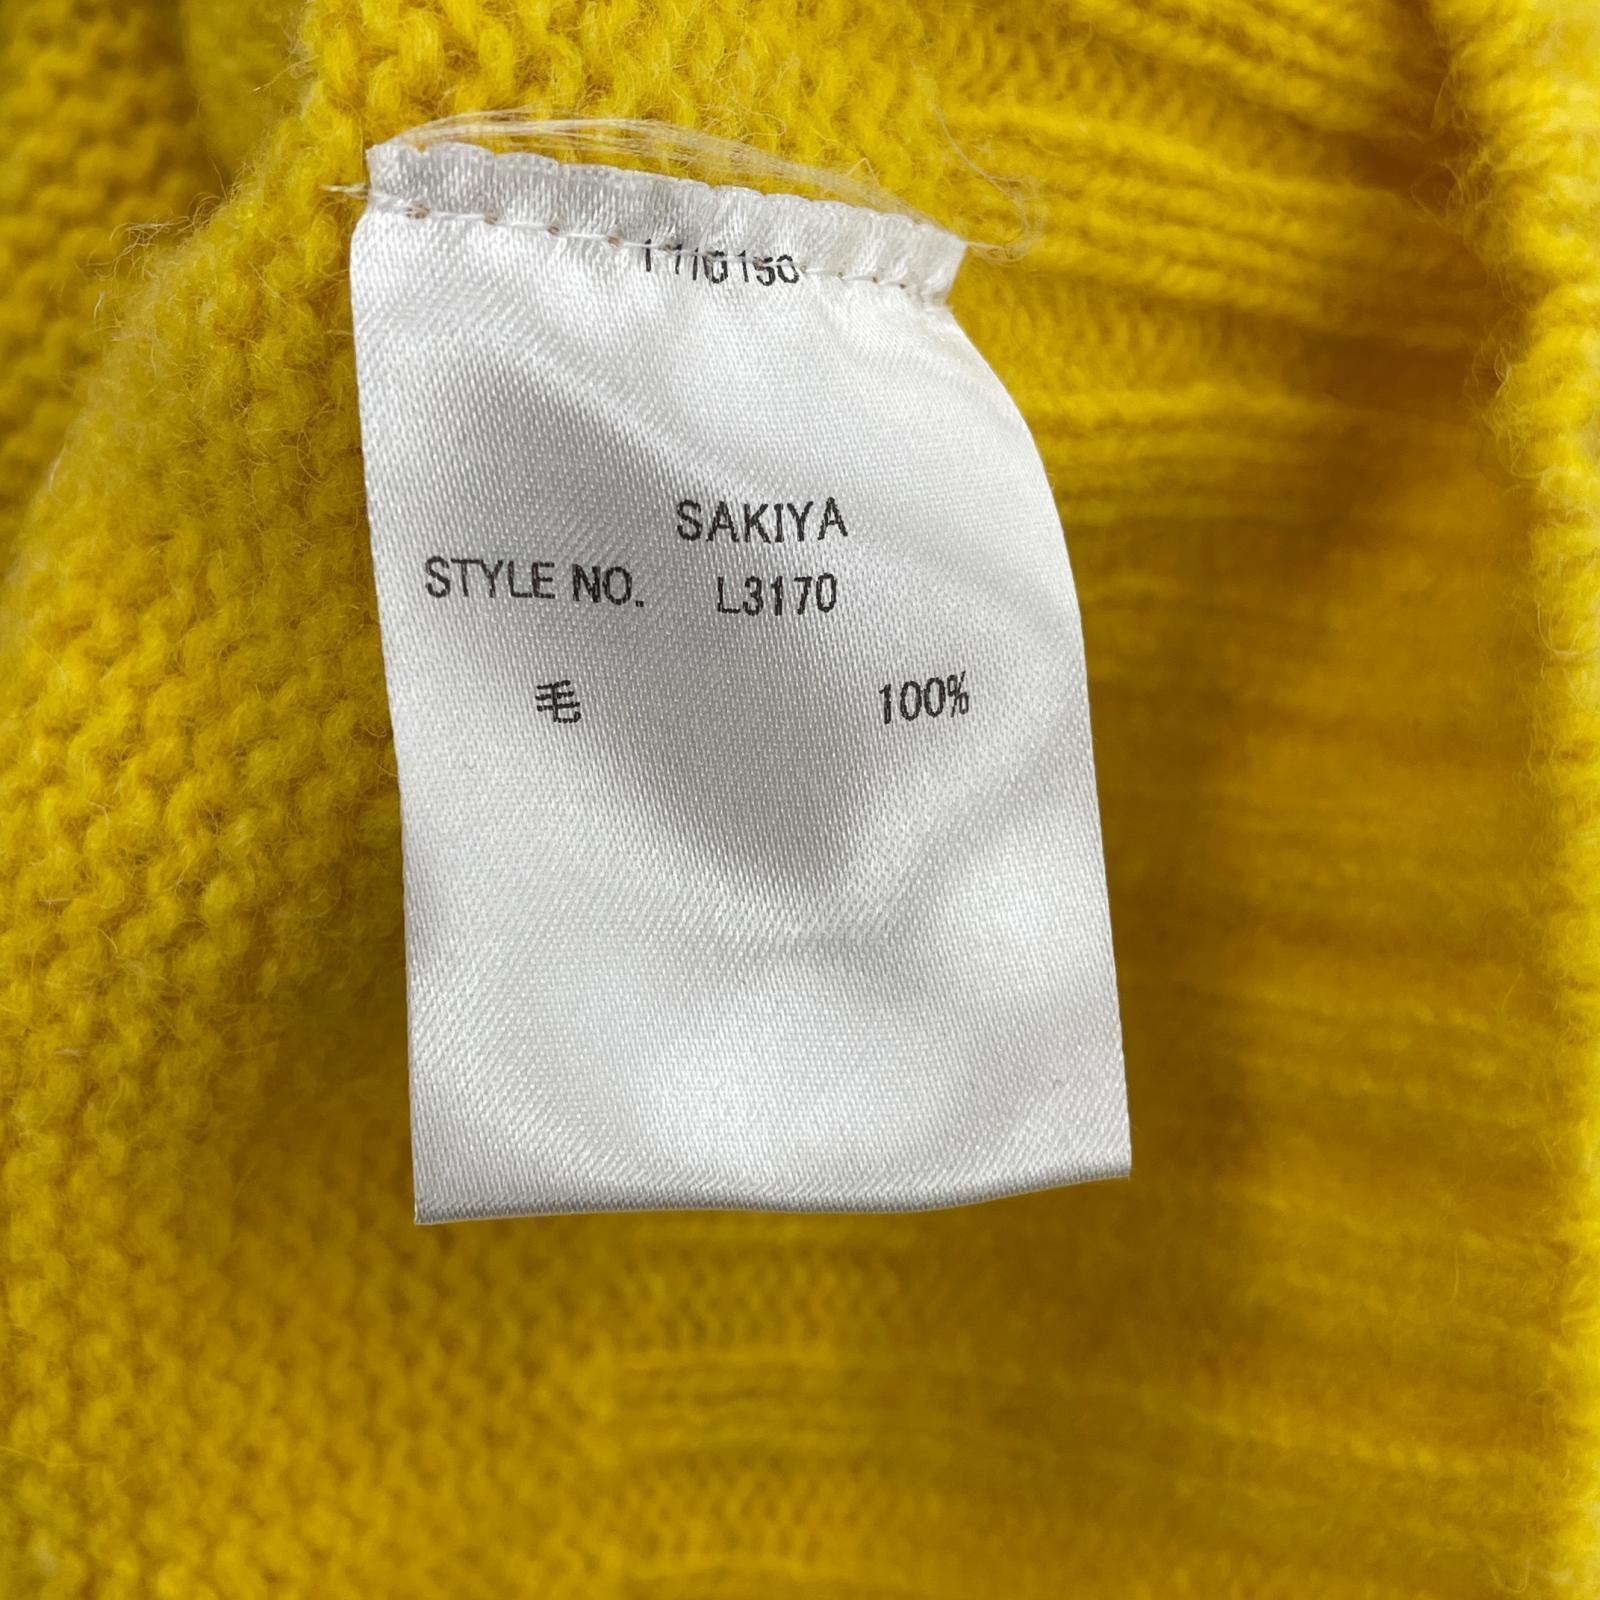 SAKIYA
STYLE NO. L3170
毛 100%